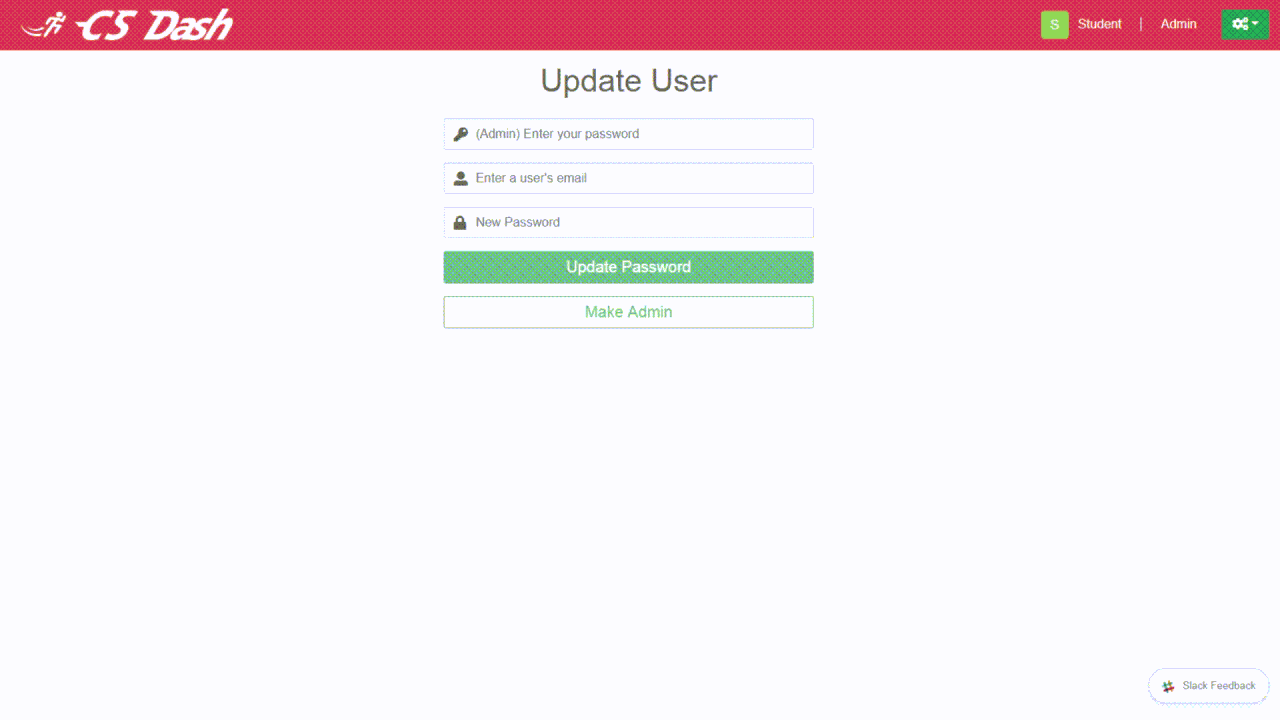 CS Dash
S Student | Admin
Update User
(Admin) Enter your password
Enter a user's email
New Password
Update Password
Make Admin
Slack Feedback